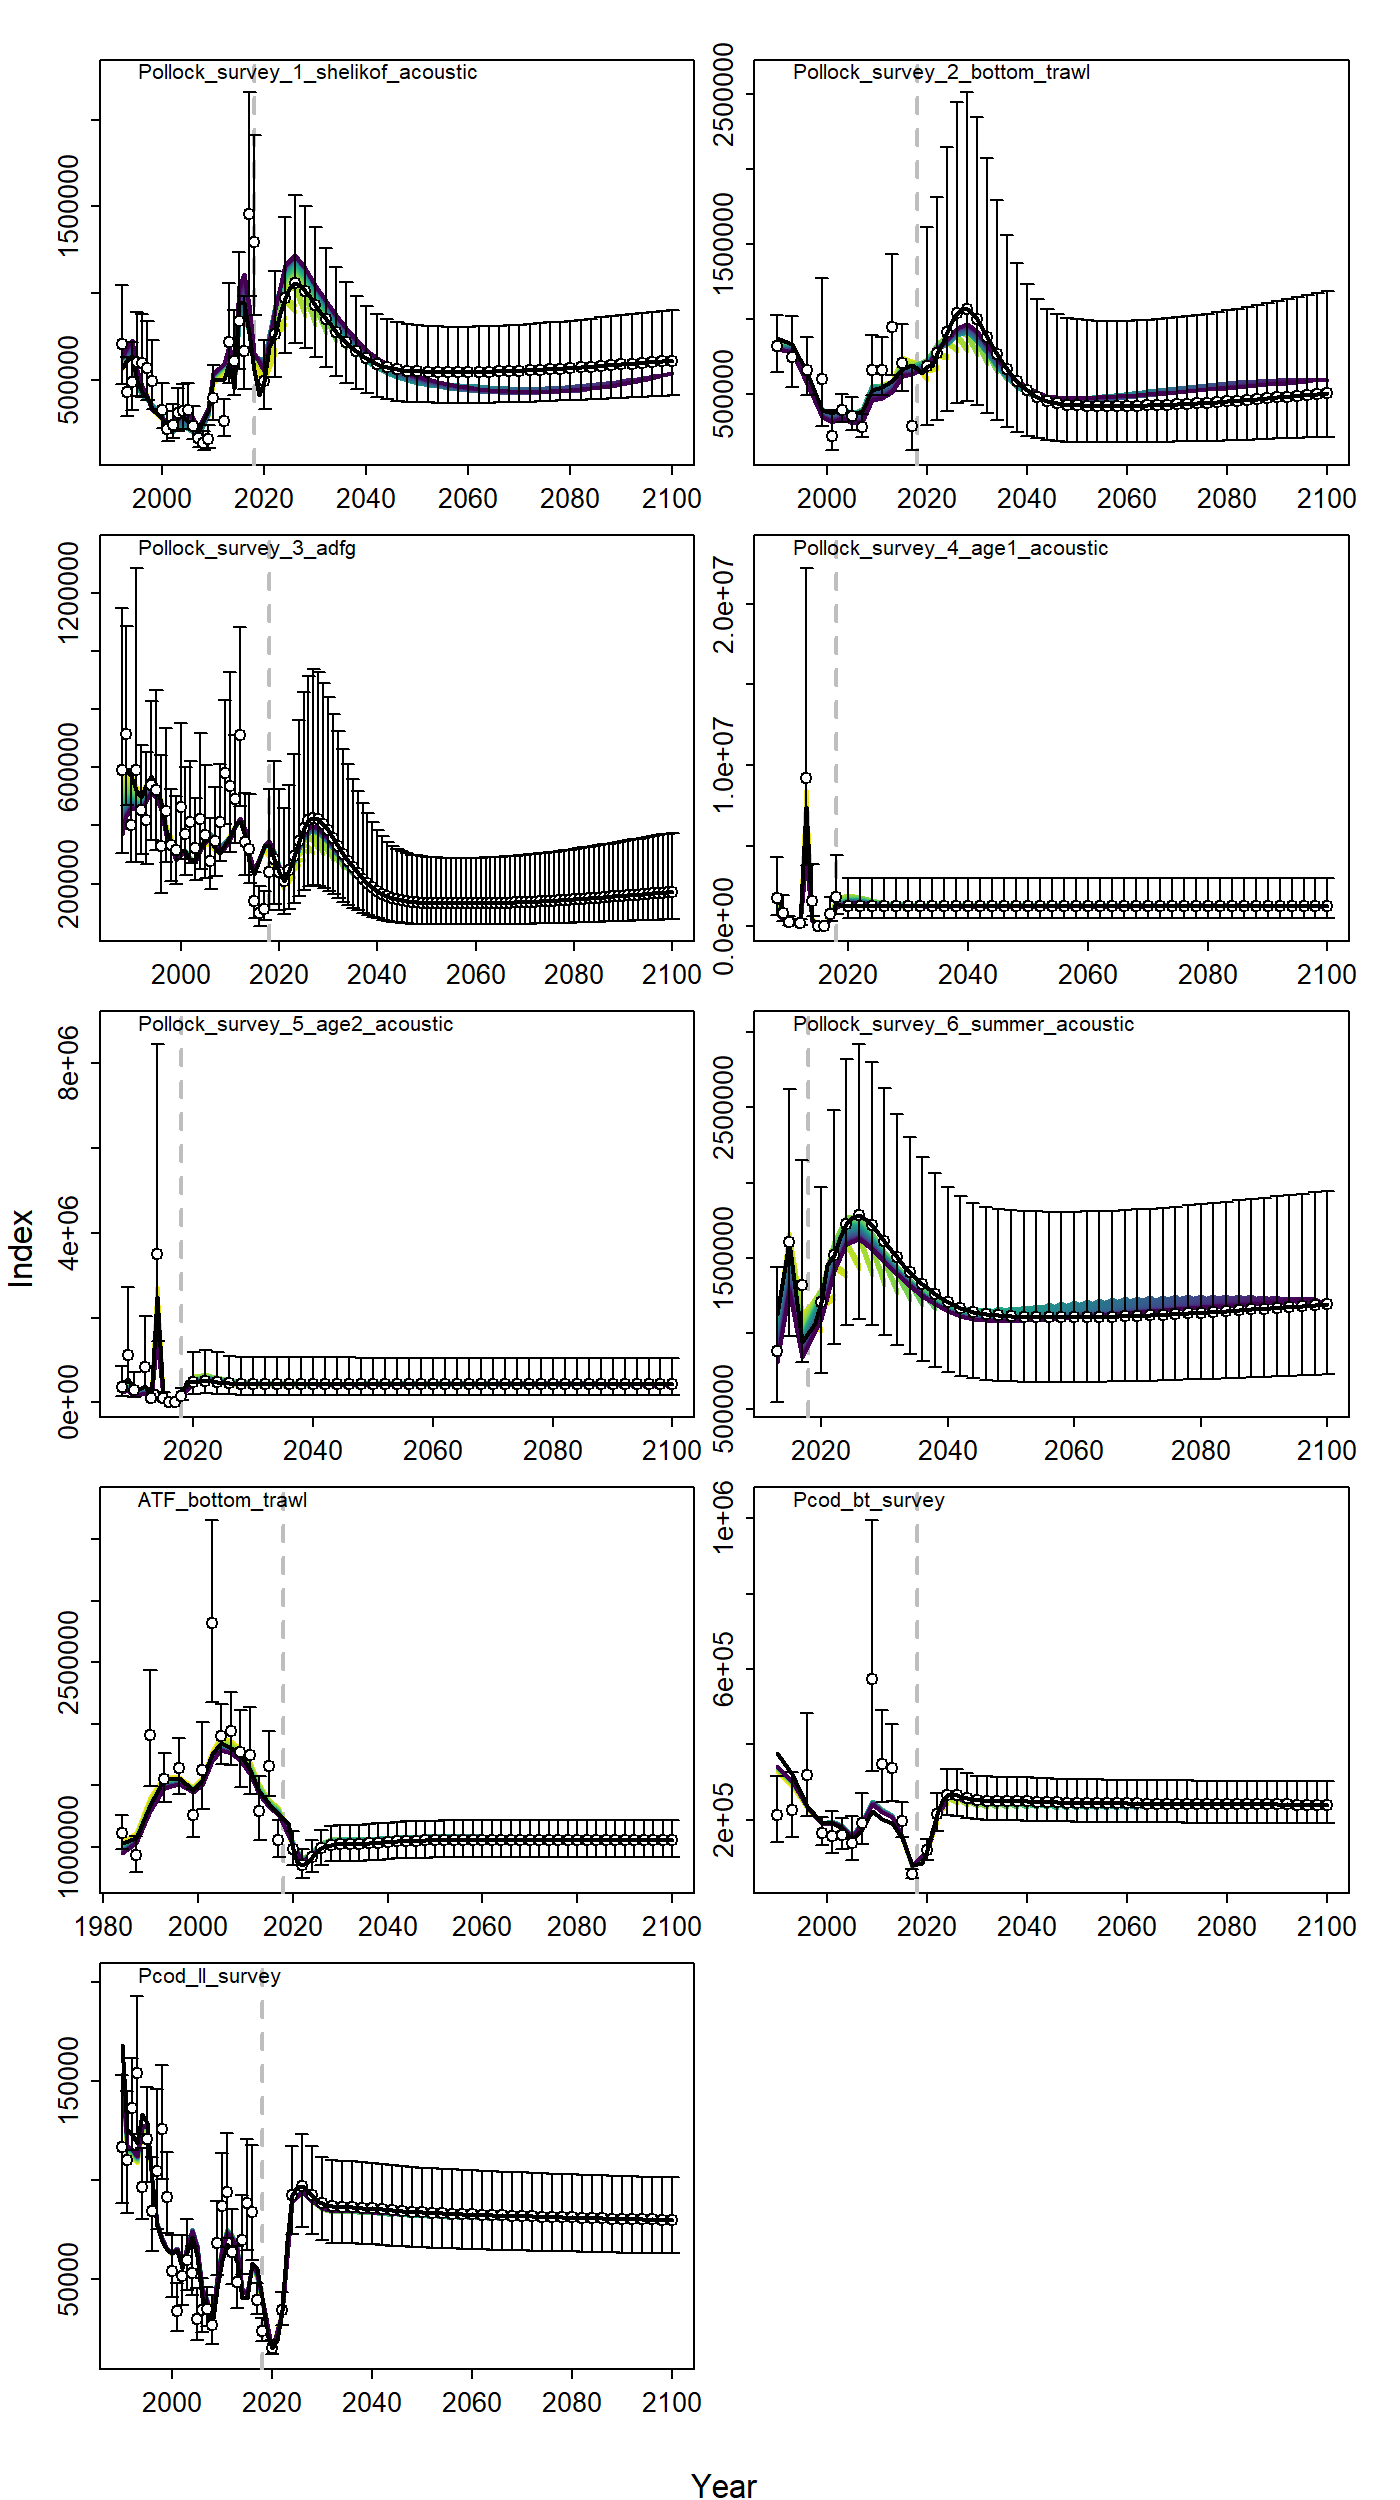 Pollock_survey_1_shelikof_acoustic
500000 1500000
2000 2020 2040 2060 2080 2100
Pollock_survey_2_bottom_trawl
500000 1500000 2500000
2000 2020 2040 2060 2080 2100
Pollock_survey_3_adfg
200000 600000 1200000
2000 2020 2040 2060 2080 2100
Pollock_survey_4_age1_acoustic
0.0e+00 1.0e+07 2.0e+07
2020 2040 2060 2080 2100
Pollock_survey_5_age2_acoustic
0e+00 4e+06 8e+06
2020 2040 2060 2080 2100
Pollock_survey_6_summer_acoustic
500000 1500000 2500000
2020 2040 2060 2080 2100
Index
ATF_bottom_trawl
1000000 2500000
1980 2000 2020 2040 2060 2080 2100
Pcod_bt_survey
2e+05 6e+05 1e+06
2000 2020 2040 2060 2080 2100
Pcod_ll_survey
50000 150000
2000 2020 2040 2060 2080 2100
Year